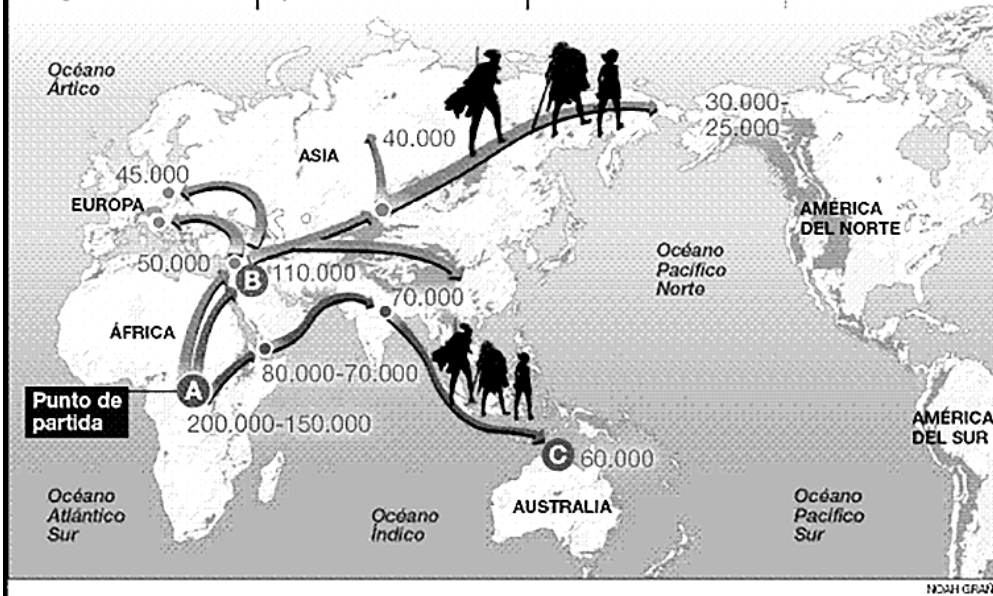 Océano
Ártico
40.000
30.000-
25.000
ASIA
45.000
EUROPA
AMÉRICA
DEL NORTE
50.000
B
110.000
Océano
Pacífico
Norte
70.000
ÁFRICA
80.000-70.000
A
Punto de
partida
200.000-150.000
AMÉRICA
DEL SUR
C
60.000
Océano
Atlántico
Sur
Océano
Índico
AUSTRALIA
Océano
Pacífico
Sur
NOAH GRAÑ